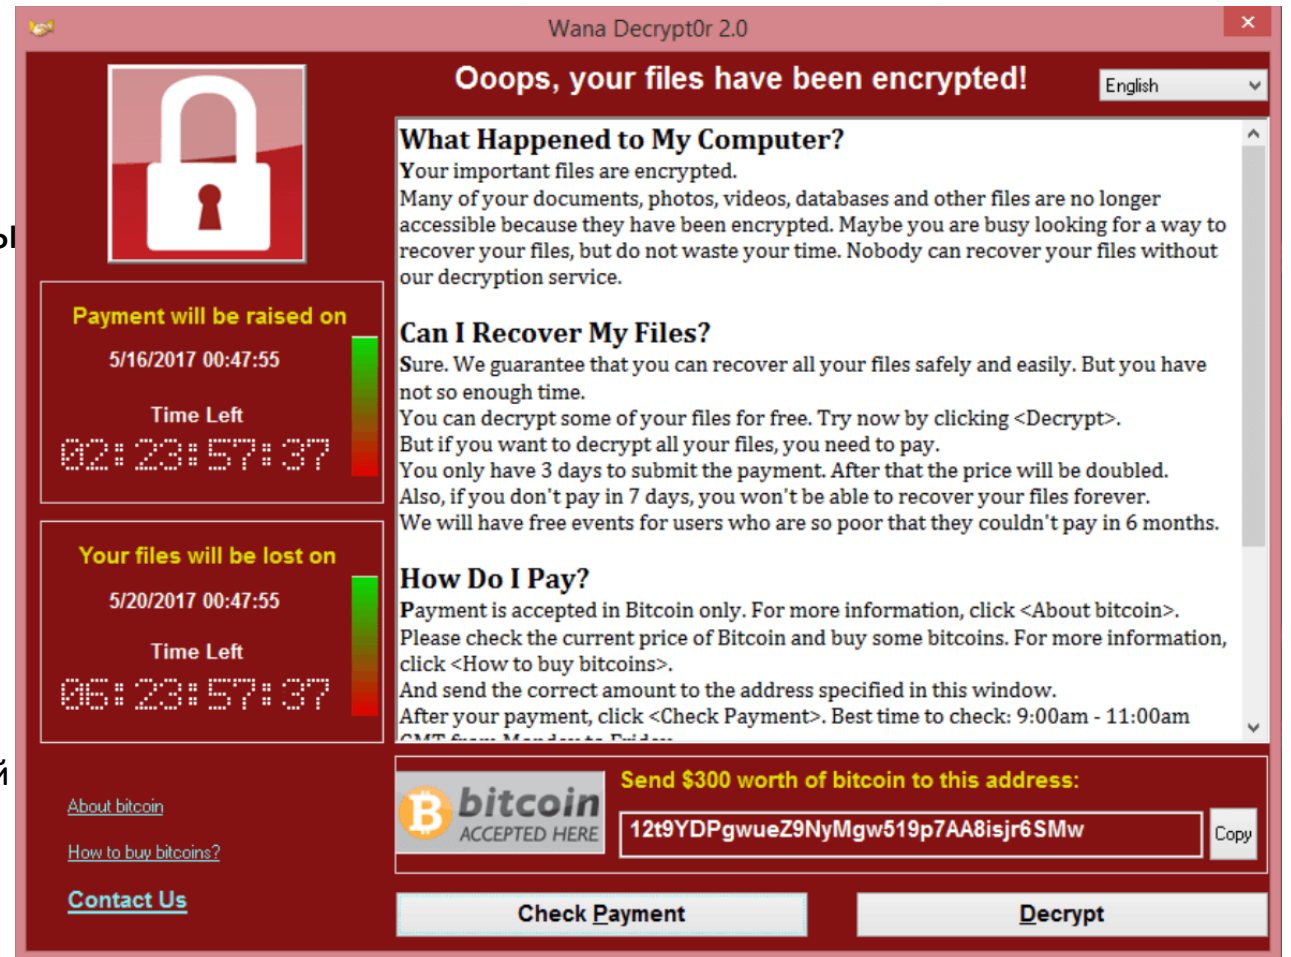 Wana Decrypt0r 2.0
Ooops, your files have been encrypted!
English
What Happened to My Computer?
Your important files are encrypted.
Many of your documents, photos, videos, databases and other files are no longer
accessible because they have been encrypted. Maybe you are busy looking for a way to
recover your files, but do not waste your time. Nobody can recover your files without
our decryption service.
Can I Recover My Files?
Sure. We guarantee that you can recover all your files safely and easily. But you have
not so enough time.
You can decrypt some of your files for free. Try now by clicking <Decrypt>.
But if you want to decrypt all your files, you need to pay.
You only have 3 days to submit the payment. After that the price will be doubled.
Also, if you don't pay in 7 days, you won't be able to recover your files forever.
We will have free events for users who are so poor that they couldn't pay in 6 months.
How Do I Pay?
Payment is accepted in Bitcoin only. For more information, click <About bitcoin>.
Please check the current price of Bitcoin and buy some bitcoins. For more information,
click <How to buy bitcoins>.
And send the correct amount to the address specified in this window.
After your payment, click <Check Payment>. Best time to check: 9:00am - 11:00am
GMT from Monday to Friday.
ы
Payment will be raised on
5/16/2017 00:47:55
Time Left
02:23:57:37
Your files will be lost on
5/20/2017 00:47:55
Time Left
06:23:57:37
й
About bitcoin
How to buy bitcoins?
Contact Us
bitcoin
ACCEPTED HERE
Send $300 worth of bitcoin to this address:
12t9YDPgwueZ9NyMgw519p7AA8isjr6SMw
Copy
Check Payment
Decrypt